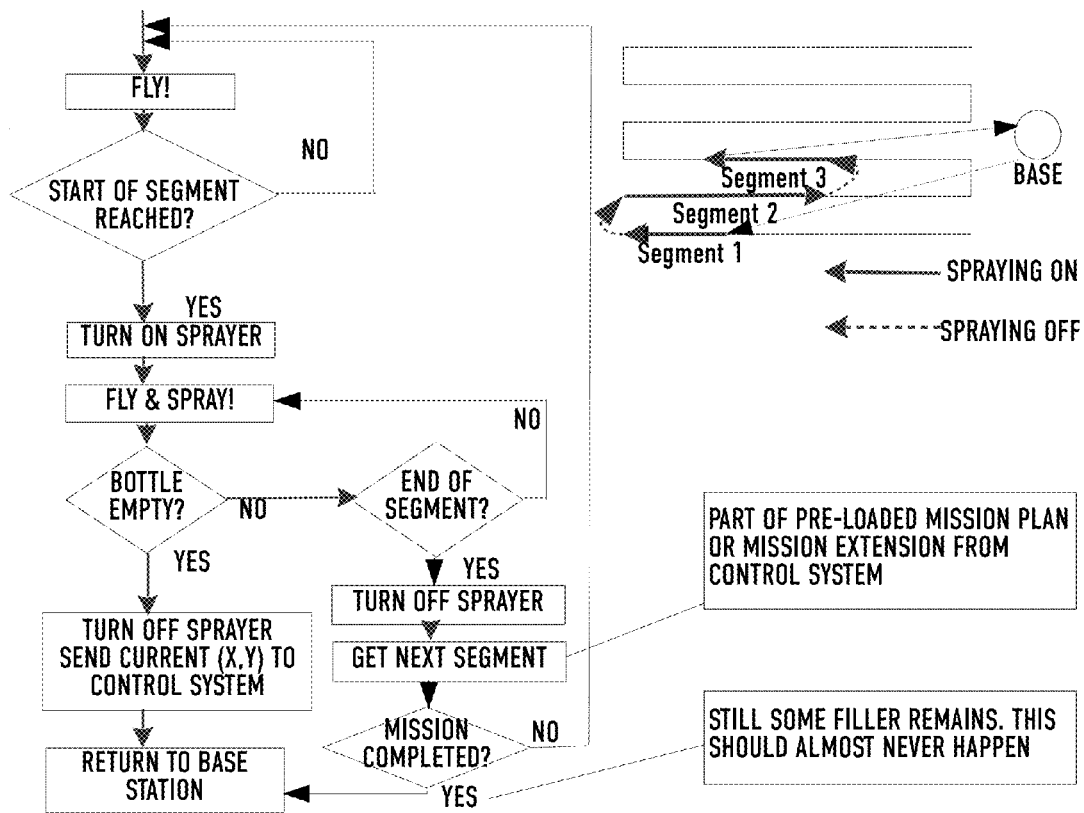 FLY!
NO
START OF SEGMENT
REACHED?
YES
TURN ON SPRAYER
FLY & SPRAY!
NO
BOTTLE
EMPTY?
NO
END OF
SEGMENT?
YES
YES
TURN OFF SPRAYER
SEND CURRENT (X,Y) TO
CONTROL SYSTEM
TURN OFF SPRAYER
GET NEXT SEGMENT
MISSION
COMPLETED?
NO
YES
RETURN TO BASE
STATION
Segment 3
Segment 2
Segment 1
BASE
SPRAYING ON
SPRAYING OFF
PART OF PRE-LOADED MISSION PLAN
OR MISSION EXTENSION FROM
CONTROL SYSTEM
STILL SOME FILLER REMAINS. THIS
SHOULD ALMOST NEVER HAPPEN